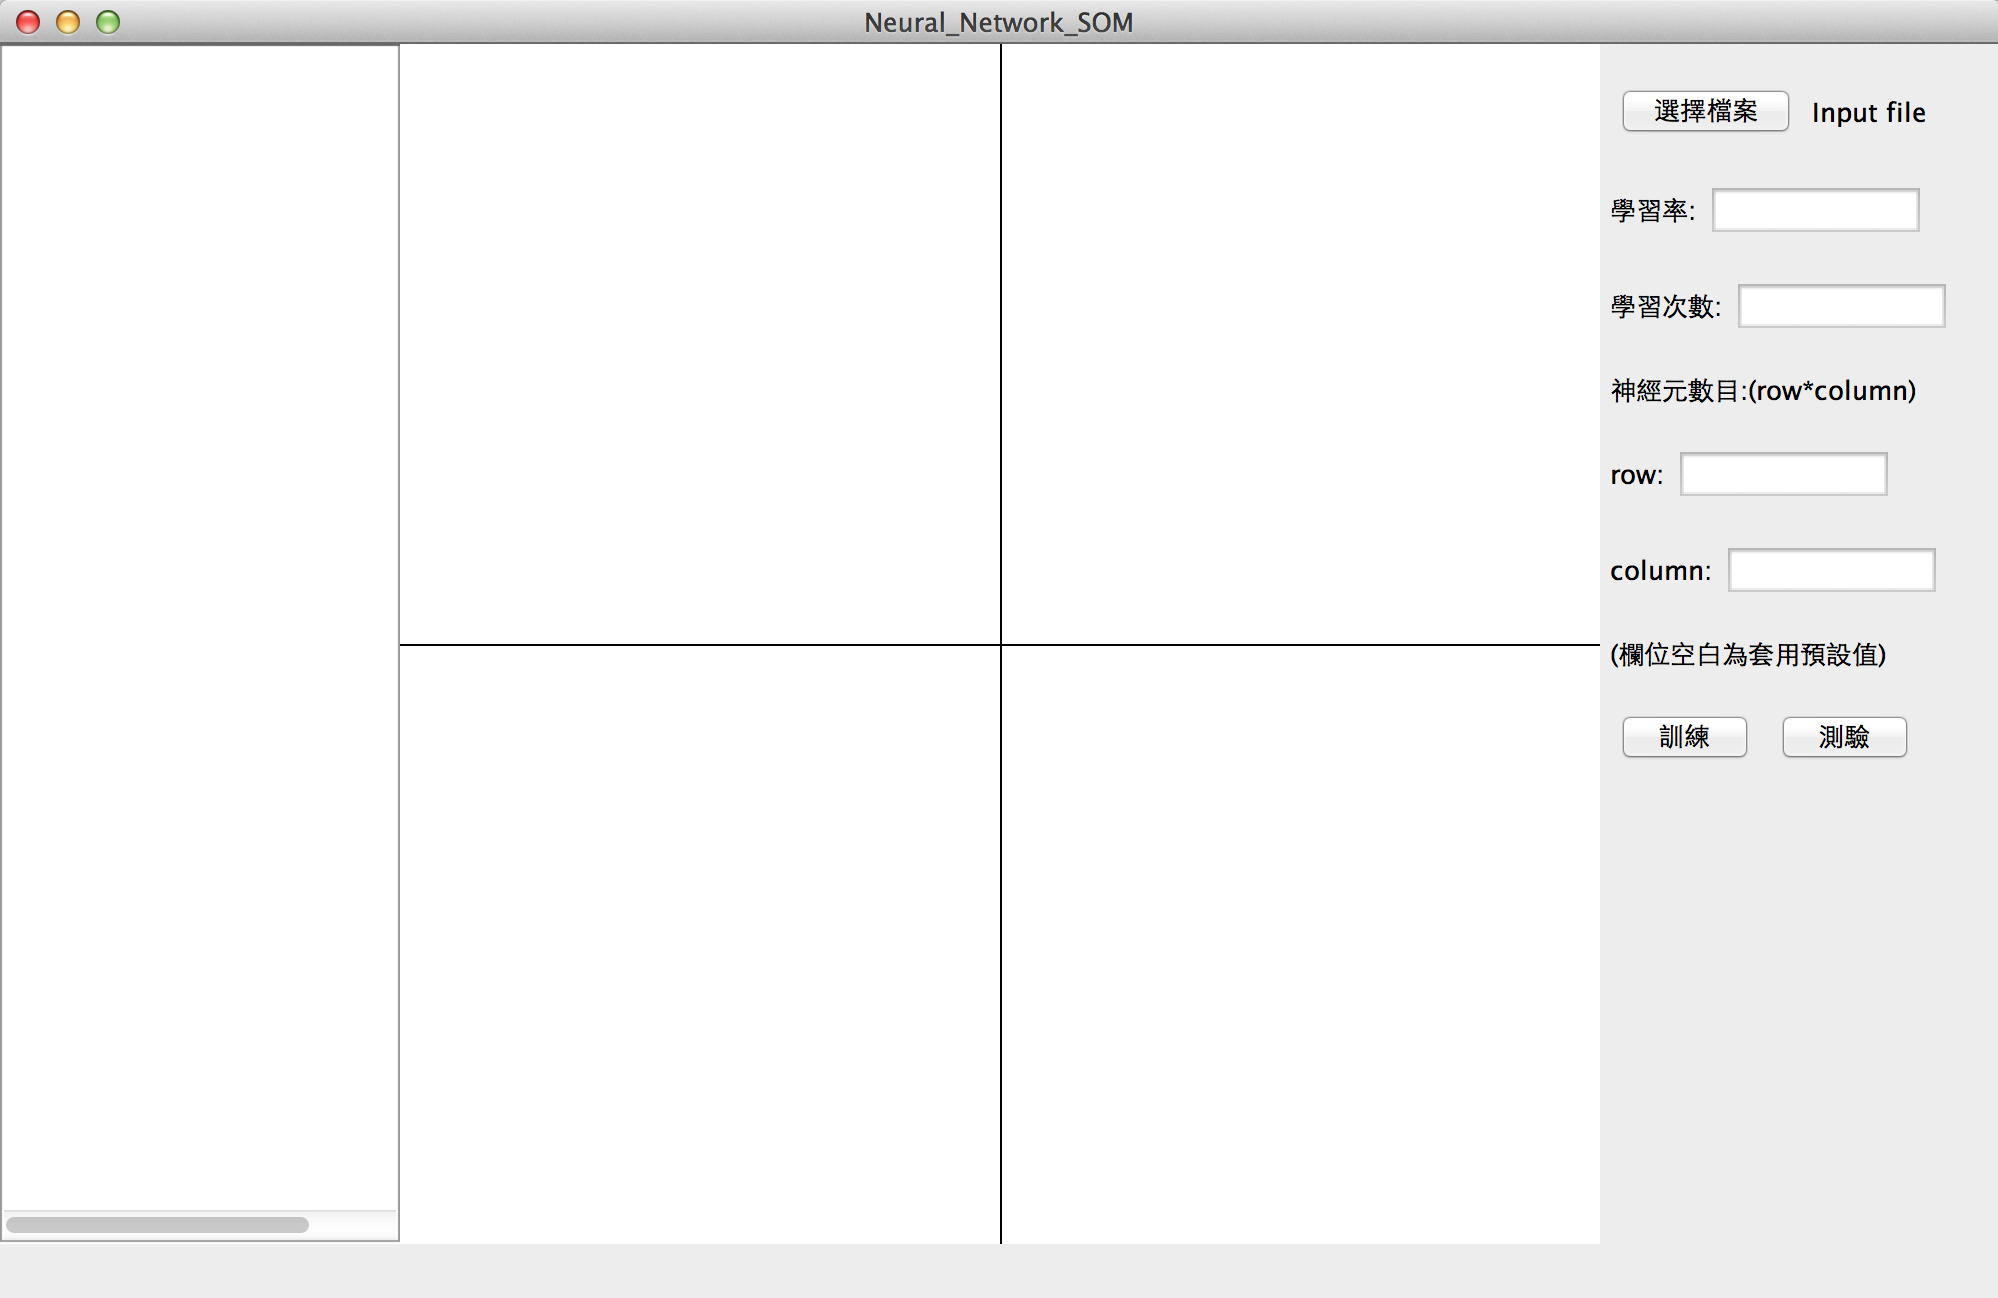 Neural_Network_SOM
選擇檔案 Input file
學習率:
學習次數:
神經元數目:(row*column)
row:
column:
(欄位空白為套用預設值)
訓練 測驗